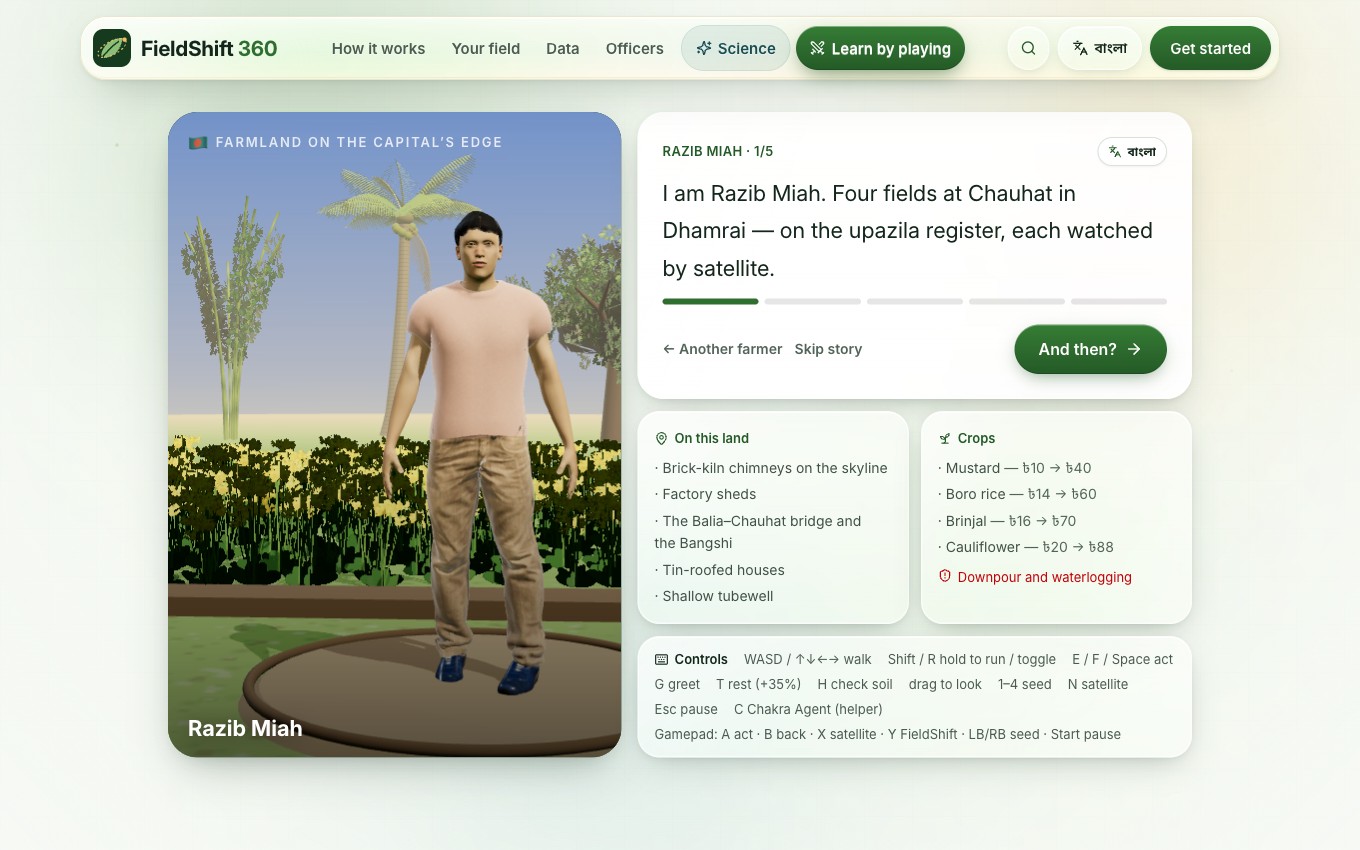 FieldShift 360
How it works
Your field
Data
Officers
Science
Learn by playing
বাংলা
Get started
FARMLAND ON THE CAPITAL'S EDGE
Razib Miah
RAZIB MIAH · 1/5
বাংলা
I am Razib Miah. Four fields at Chauhat in
Dhamrai — on the upazila register, each watched
by satellite.
← Another farmer
Skip story
And then? →
On this land
· Brick-kiln chimneys on the skyline
· Factory sheds
· The Balia–Chauhat bridge and
the Bangshi
· Tin-roofed houses
· Shallow tubewell
Crops
· Mustard — ৳10 → ৳40
· Boro rice — ৳14 → ৳60
· Brinjal — ৳16 → ৳70
· Cauliflower — ৳20 → ৳88
Downpour and waterlogging
Controls WASD / ↑↓←→ walk Shift / R hold to run / toggle E / F / Space act
G greet T rest (+35%) H check soil drag to look 1–4 seed N satellite
Esc pause C Chakra Agent (helper)
Gamepad: A act · B back · X satellite · Y FieldShift · LB/RB seed · Start pause